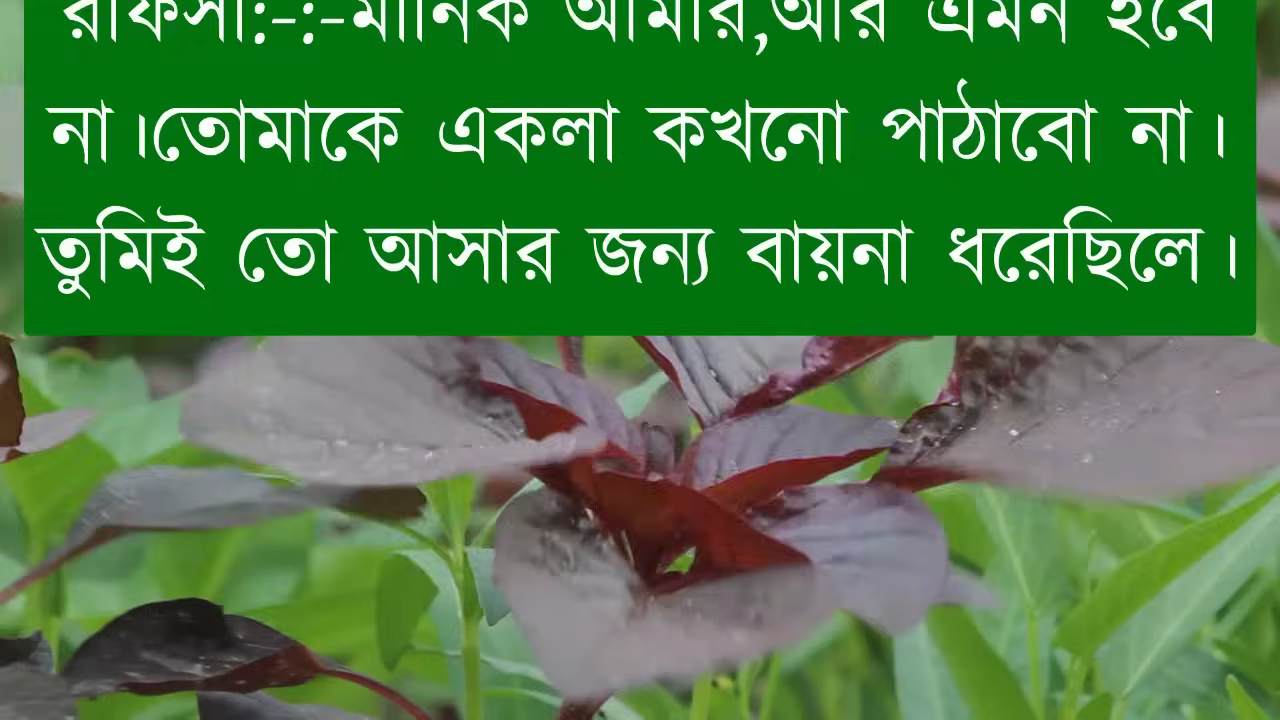 রাফসা:-:-মানিক আমার,আর এমন হবে
না।তোমাকে একলা কখনো পাঠাবো না।
তুমিই তো আসার জন্য বায়না ধরেছিলে।